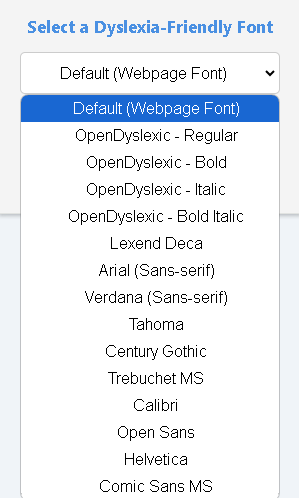 Select a Dyslexia-Friendly Font
Default (Webpage Font)
Default (Webpage Font)
OpenDyslexic - Regular
OpenDyslexic - Bold
OpenDyslexic - Italic
OpenDyslexic - Bold Italic
Lexend Deca
Arial (Sans-serif)
Verdana (Sans-serif)
Tahoma
Century Gothic
Trebuchet MS
Calibri
Open Sans
Helvetica
Comic Sans MS